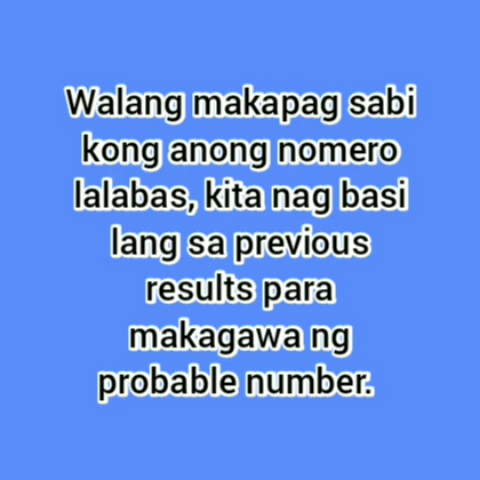 Walang makapag sabi
kong anong nomero
lalabas, kita nag basi
lang sa previous
results para
makagawa ng
probable number.